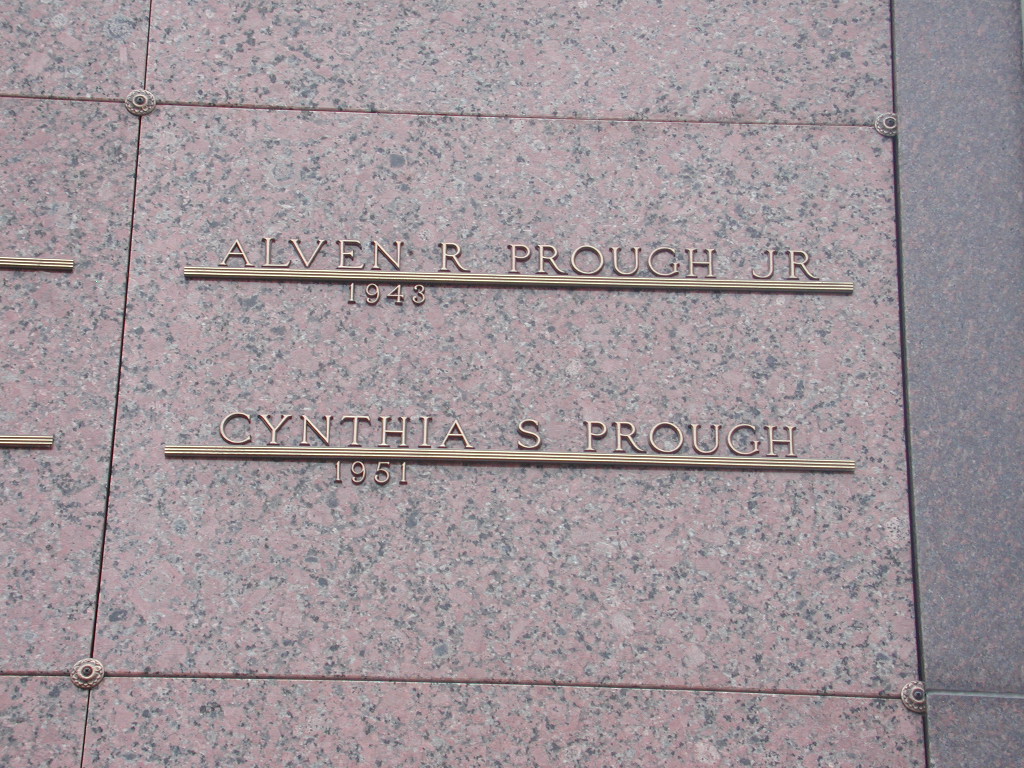 ALVEN R PROUGH JR
1943
CYNTHIA S PROUGH
1951